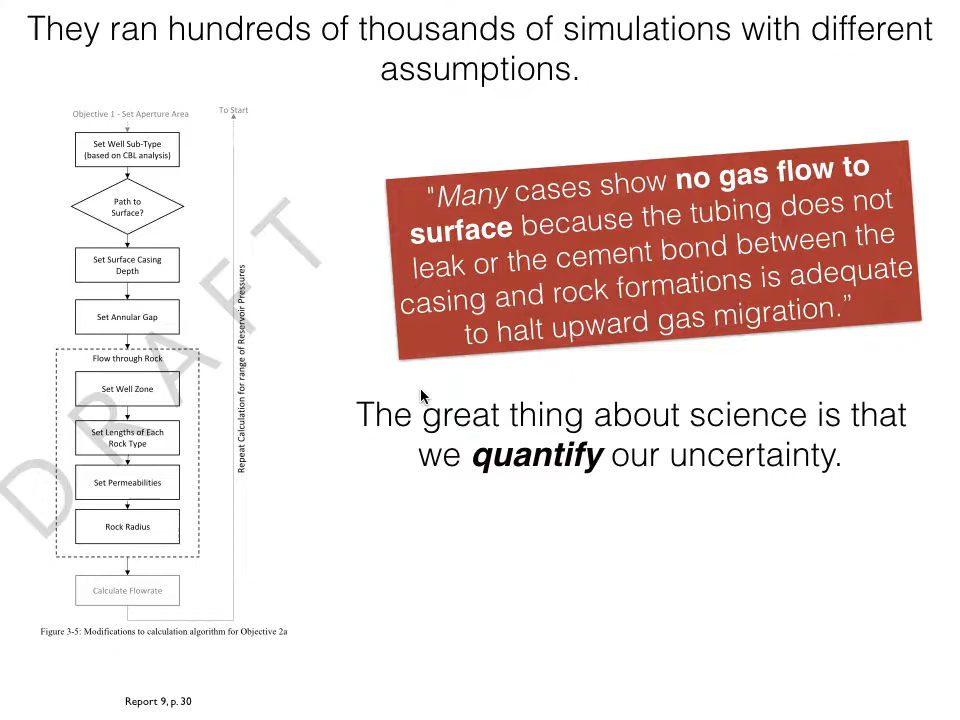 They ran hundreds of thousands of simulations with different
assumptions.
Objective 1 - Set Aperture Area
To Start
Set Well Sub-Type
(based on CBL analysis)
Path to
Surface?
Set Surface Casing
Depth
Set Annular Gap
Flow through Rock
Set Well Zone
Set Lengths of Each
Rock Type
Set Permeabilities
Rock Radius
Calculate Flowrate
Repeat Calculation for range of Reservoir Pressures
DRAFT
Figure 3-5: Modifications to calculation algorithm for Objective 2a
"Many cases show no gas flow to
surface because the tubing does not
leak or the cement bond between the
casing and rock formations is adequate
to halt upward gas migration.”
The great thing about science is that
we quantify our uncertainty.
Report 9, p. 30